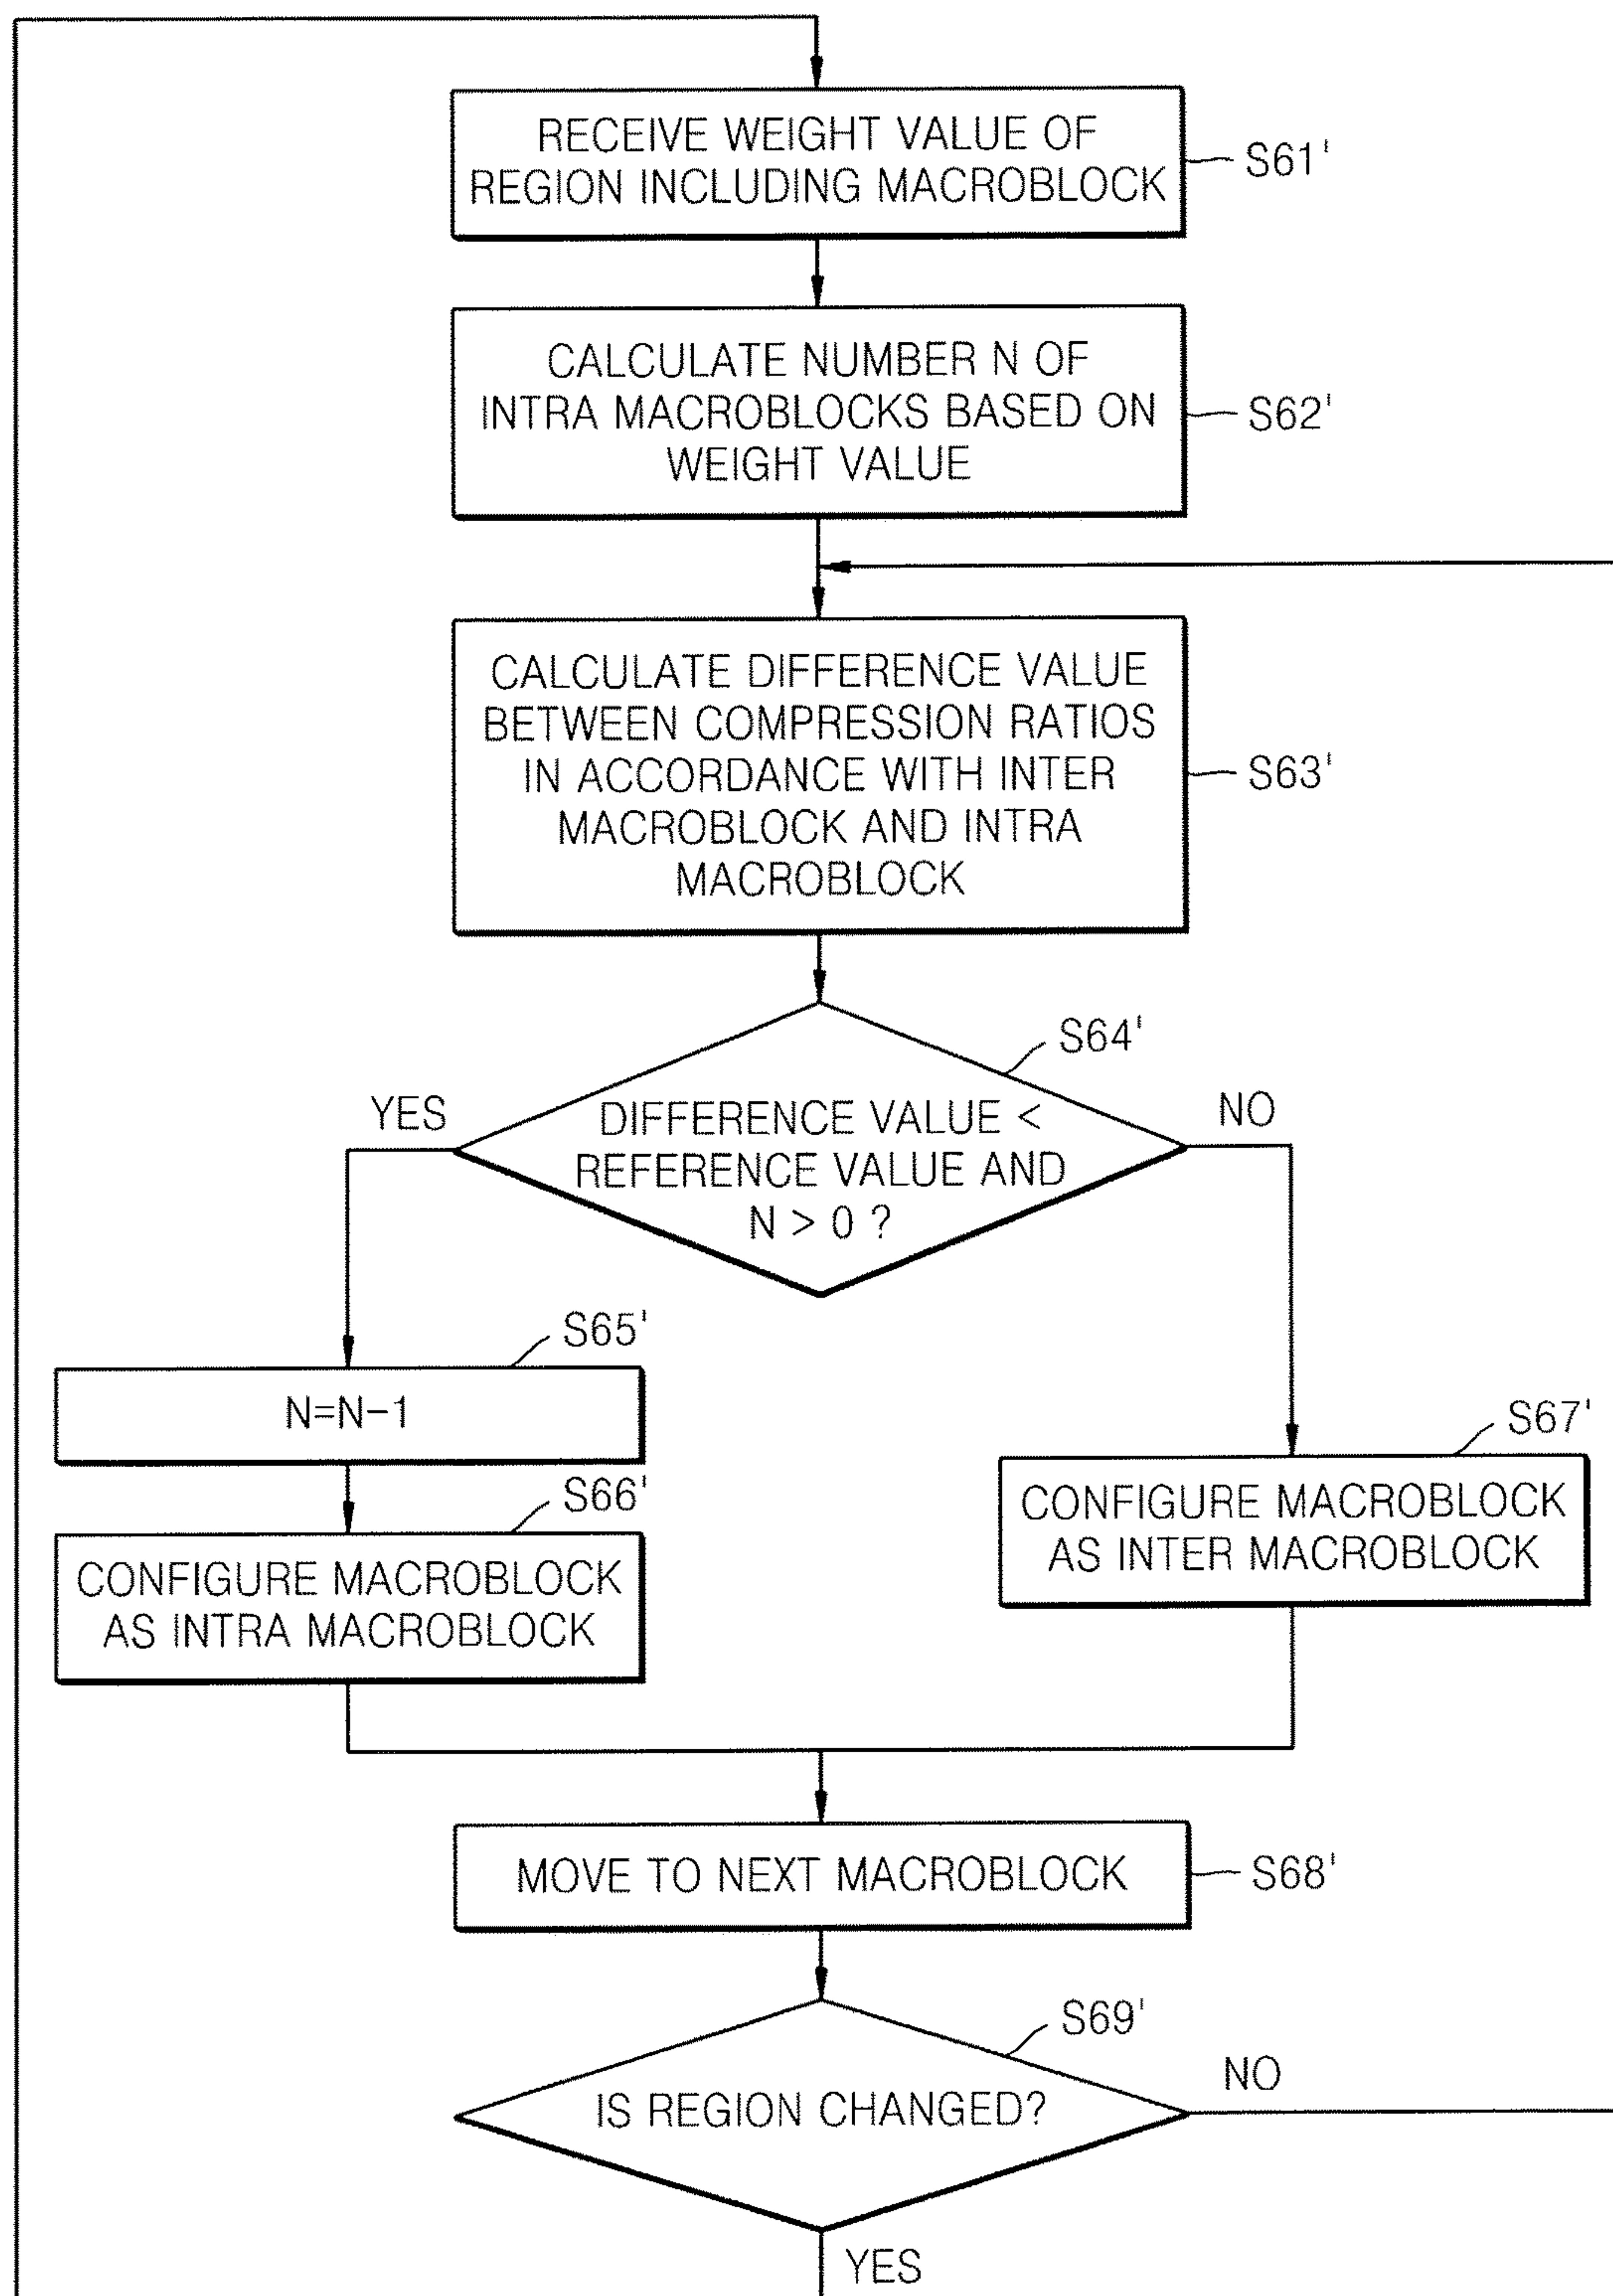 RECEIVE WEIGHT VALUE OF
REGION INCLUDING MACROBLOCK
S61'
CALCULATE NUMBER N OF
INTRA MACROBLOCKS BASED ON
WEIGHT VALUE
S62'
CALCULATE DIFFERENCE VALUE
BETWEEN COMPRESSION RATIOS
IN ACCORDANCE WITH INTER
MACROBLOCK AND INTRA
MACROBLOCK
S63'
S64'
YES
NO
DIFFERENCE VALUE <
REFERENCE VALUE AND
N > 0 ?
S65'
N=N-1
S66'
CONFIGURE MACROBLOCK
AS INTRA MACROBLOCK
S67'
CONFIGURE MACROBLOCK
AS INTER MACROBLOCK
MOVE TO NEXT MACROBLOCK
S68'
S69'
IS REGION CHANGED?
NO
YES